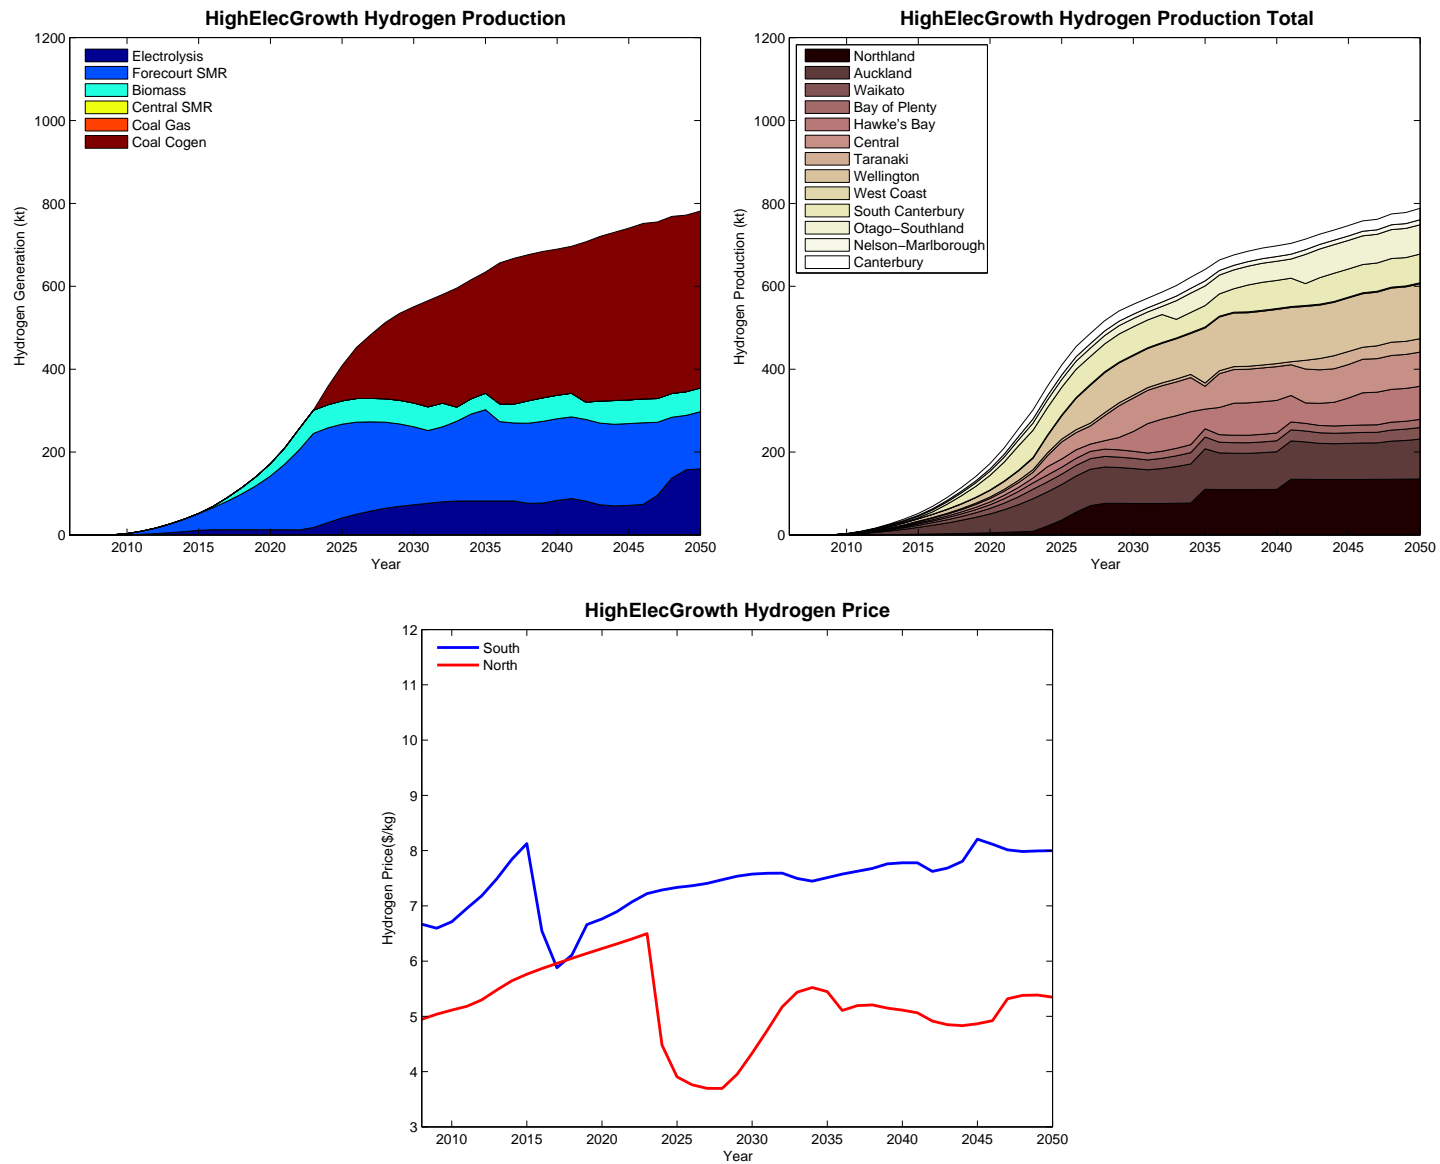 HighElecGrowth Hydrogen Production
1200
1000
800
600
400
200
0
Hydrogen Generation (kt)
Electrolysis
Forecourt SMR
Biomass
Central SMR
Coal Gas
Coal Cogen
2010 2015 2020 2025 2030 2035 2040 2045 2050
Year
HighElecGrowth Hydrogen Production Total
1200
1000
800
600
400
200
0
Hydrogen Production (kt)
Northland
Auckland
Waikato
Bay of Plenty
Hawke's Bay
Central
Taranaki
Wellington
West Coast
South Canterbury
Otago−Southland
Nelson−Marlborough
Canterbury
2010 2015 2020 2025 2030 2035 2040 2045 2050
Year
HighElecGrowth Hydrogen Price
12
11
10
9
8
7
6
5
4
3
Hydrogen Price($/kg)
South
North
2010 2015 2020 2025 2030 2035 2040 2045 2050
Year